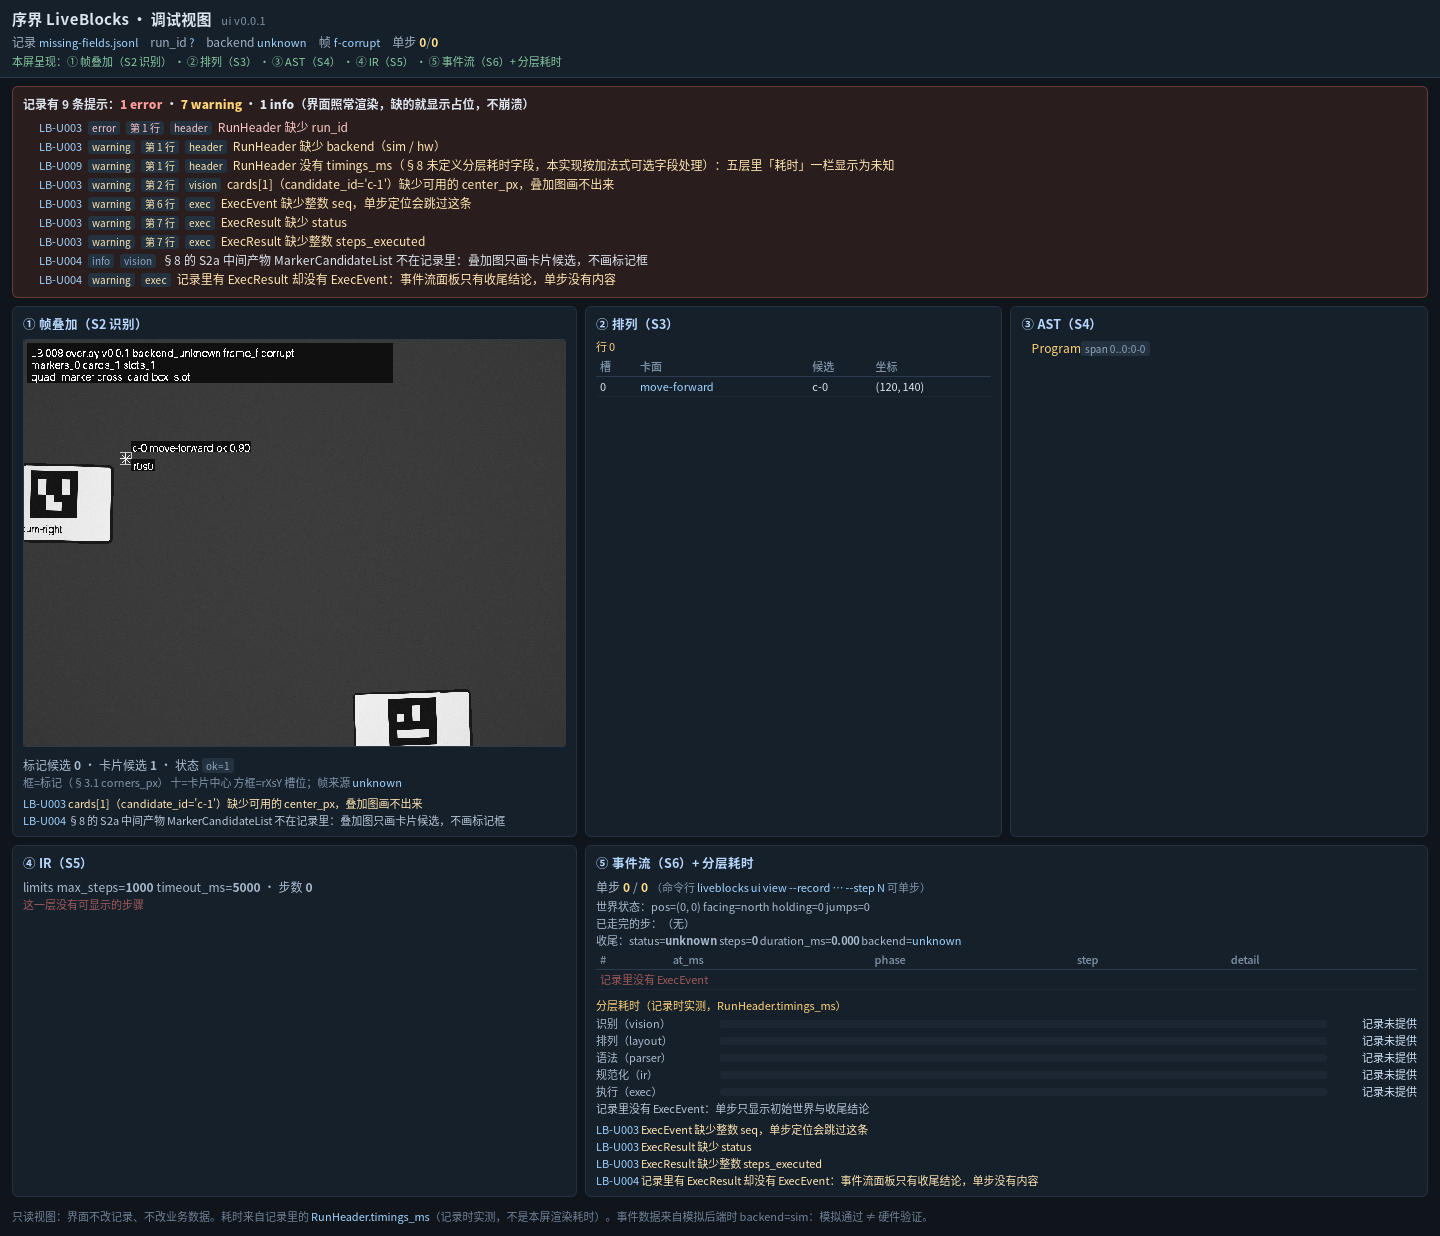 序界 LiveBlocks · 调试视图 ui v0.0.1
记录 missing-fields.jsonl run_id ? backend unknown 帧 f-corrupt 单步 0/0
本屏呈现：① 帧叠加（S2 识别） · ② 排列（S3） · ③ AST（S4） · ④ IR（S5） · ⑤ 事件流（S6）+ 分层耗时
记录有 9 条提示：1 error · 7 warning · 1 info（界面照常渲染，缺的就显示占位，不崩溃）
LB-U003 error 第 1 行 header RunHeader 缺少 run_id
LB-U003 warning 第 1 行 header RunHeader 缺少 backend（sim / hw）
LB-U009 warning 第 1 行 header RunHeader 没有 timings_ms（§8 未定义分层耗时字段，本实现按加法式可选字段处理）：五层里「耗时」一栏显示为未知
LB-U003 warning 第 2 行 vision cards[1]（candidate_id='c-1'）缺少可用的 center_px，叠加图画不出来
LB-U003 warning 第 6 行 exec ExecEvent 缺少整数 seq，单步定位会跳过这条
LB-U003 warning 第 7 行 exec ExecResult 缺少 status
LB-U003 warning 第 7 行 exec ExecResult 缺少整数 steps_executed
LB-U004 info vision §8 的 S2a 中间产物 MarkerCandidateList 不在记录里：叠加图只画卡片候选，不画标记框
LB-U004 warning exec 记录里有 ExecResult 却没有 ExecEvent：事件流面板只有收尾结论，单步没有内容
① 帧叠加（S2 识别）
LB 008 overlay v0 0.1 backend_unknown frame_f corrupt
markers_0 cards_1 slots_1
quad_marker cross_card box_slot
c-0 move-forward ok 0.90
r0s0
turn-right
标记候选 0 · 卡片候选 1 · 状态 ok=1
框=标记（§3.1 corners_px） 十=卡片中心 方框=rXsY 槽位；帧来源 unknown
LB-U003 cards[1]（candidate_id='c-1'）缺少可用的 center_px，叠加图画不出来
LB-U004 §8 的 S2a 中间产物 MarkerCandidateList 不在记录里：叠加图只画卡片候选，不画标记框
② 排列（S3）
行 0
槽 卡面 候选 坐标
0 move-forward c-0 (120, 140)
③ AST（S4）
Program span 0..0:0-0
④ IR（S5）
limits max_steps=1000 timeout_ms=5000 · 步数 0
这一层没有可显示的步骤
⑤ 事件流（S6）+ 分层耗时
单步 0 / 0 （命令行 liveblocks ui view --record … --step N 可单步）
世界状态：pos=(0, 0) facing=north holding=0 jumps=0
已走完的步：（无）
收尾：status=unknown steps=0 duration_ms=0.000 backend=unknown
# at_ms phase step detail
记录里没有 ExecEvent
分层耗时（记录时实测，RunHeader.timings_ms）
识别（vision） 记录未提供
排列（layout） 记录未提供
语法（parser） 记录未提供
规范化（ir） 记录未提供
执行（exec） 记录未提供
记录里没有 ExecEvent：单步只显示初始世界与收尾结论
LB-U003 ExecEvent 缺少整数 seq，单步定位会跳过这条
LB-U003 ExecResult 缺少 status
LB-U003 ExecResult 缺少整数 steps_executed
LB-U004 记录里有 ExecResult 却没有 ExecEvent：事件流面板只有收尾结论，单步没有内容
只读视图：界面不改记录、不改业务数据。耗时来自记录里的 RunHeader.timings_ms（记录时实测，不是本屏渲染耗时）。事件数据来自模拟后端时 backend=sim：模拟通过 ≠ 硬件验证。